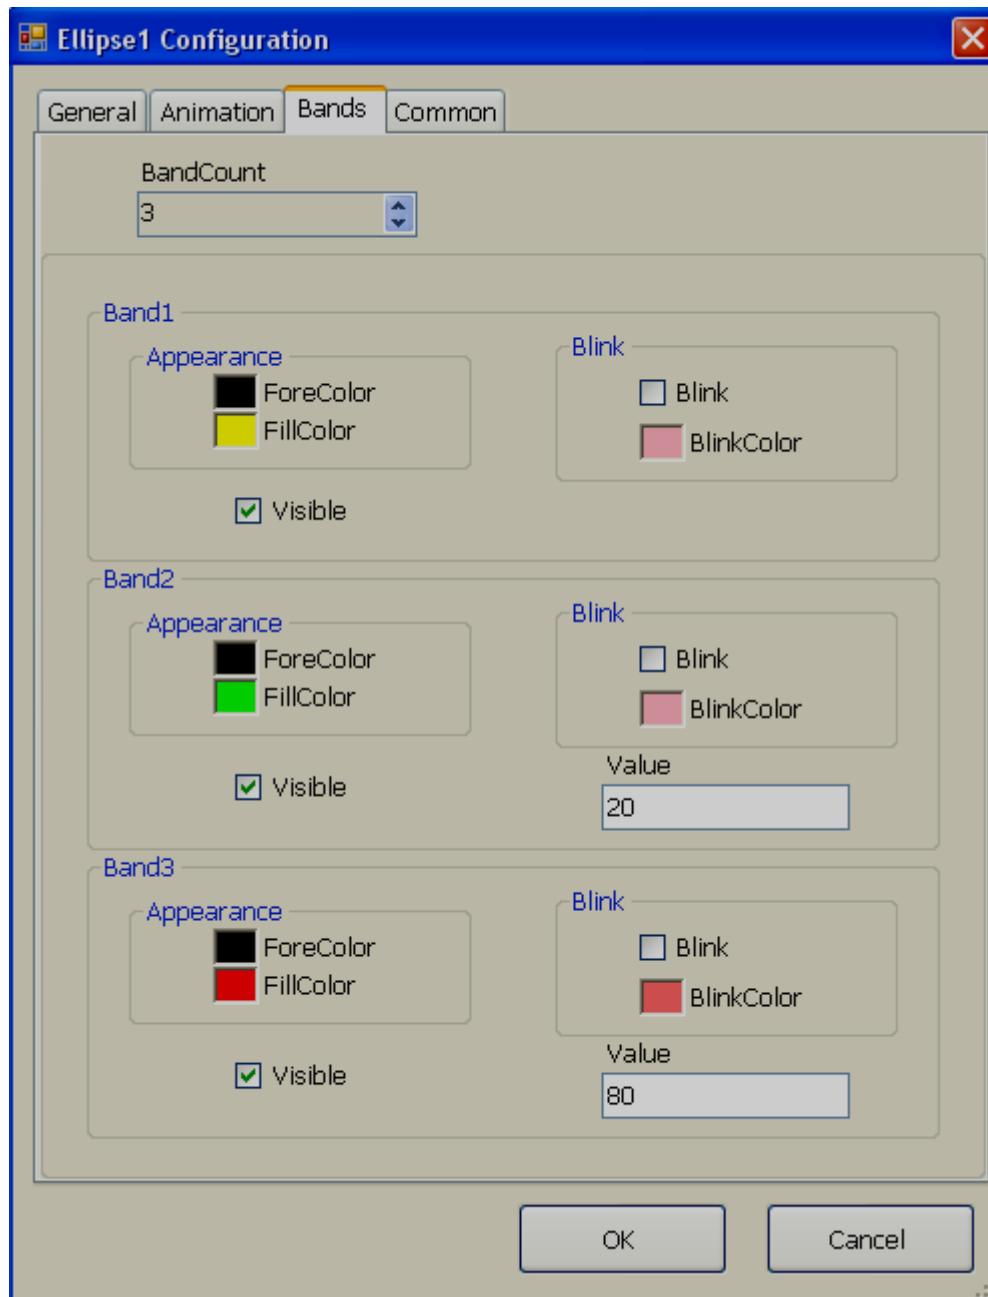 Ellipse1 Configuration
General Animation Bands Common
BandCount
3
Band1
Appearance
ForeColor
FillColor
Visible
Blink
Blink
BlinkColor
Band2
Appearance
ForeColor
FillColor
Visible
Blink
Blink
BlinkColor
Value
20
Band3
Appearance
ForeColor
FillColor
Visible
Blink
Blink
BlinkColor
Value
80
OK Cancel